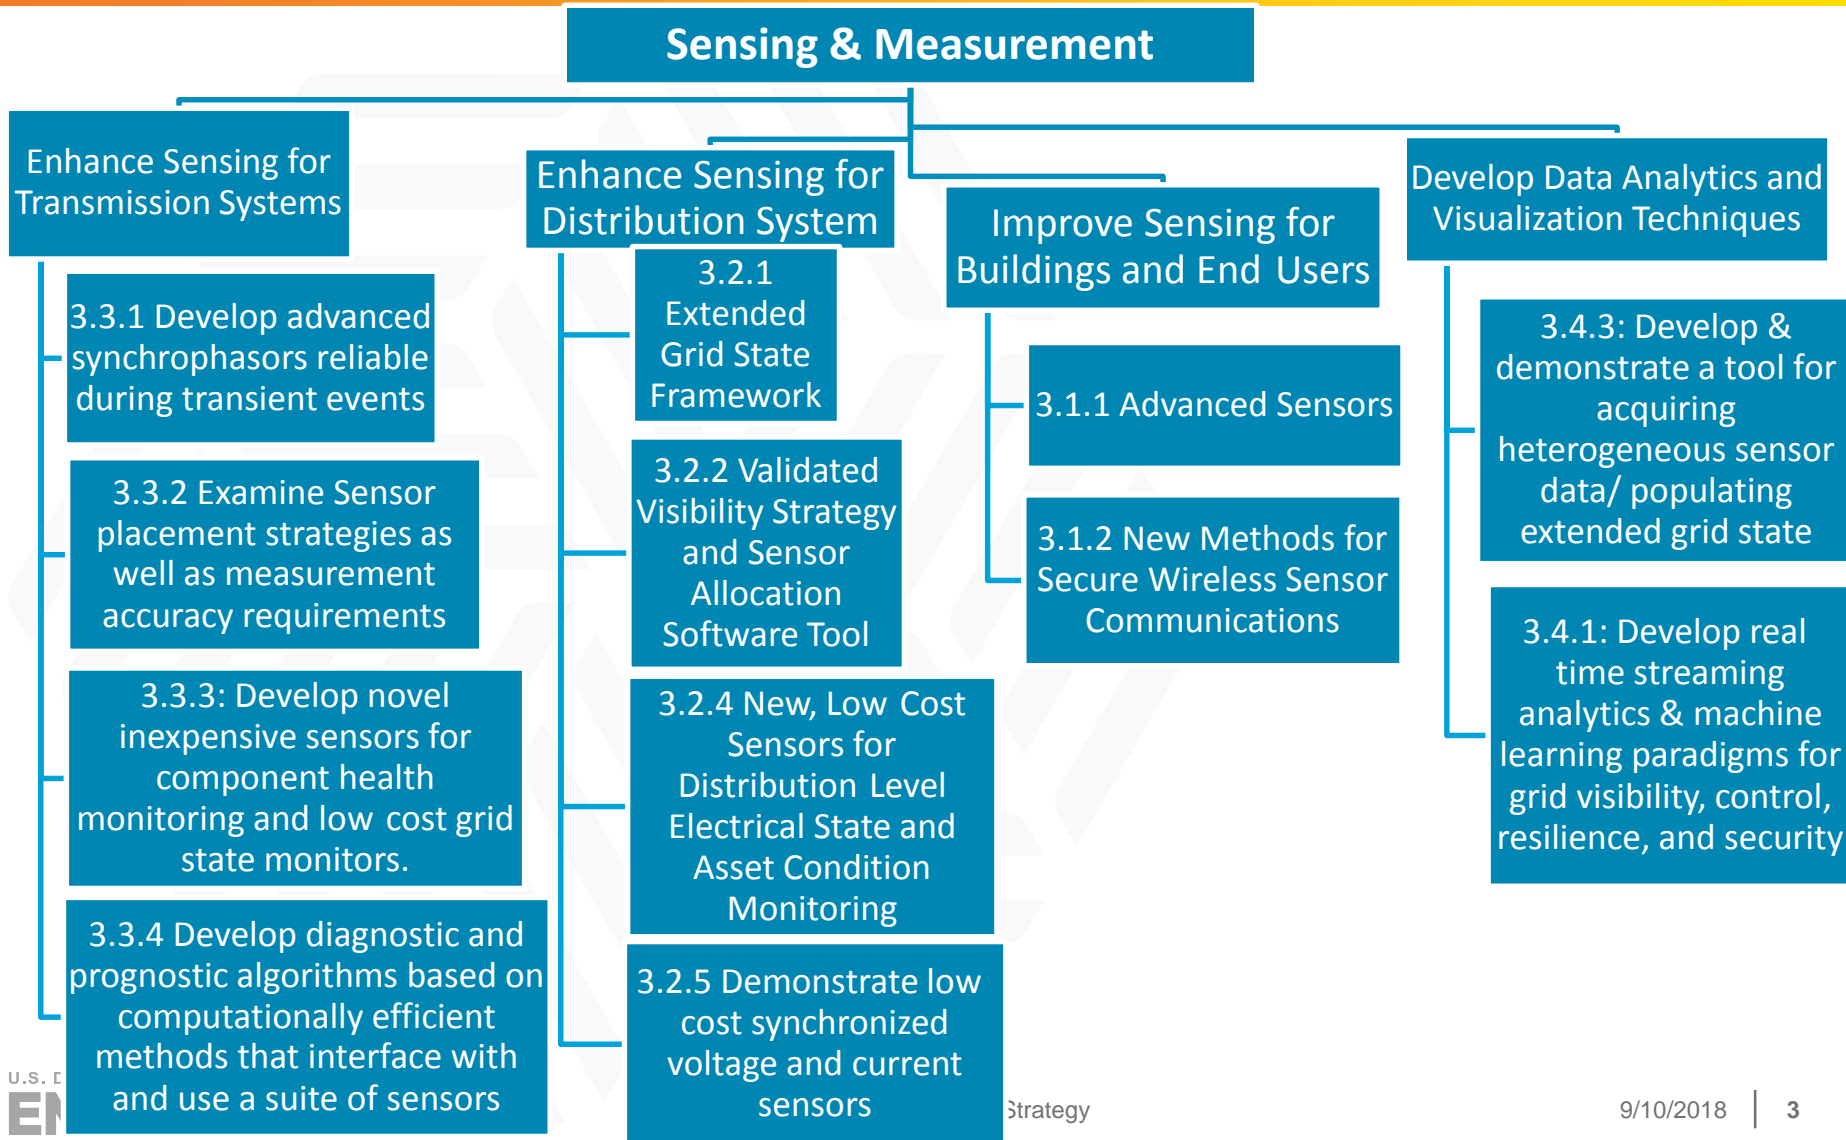 Sensing & Measurement
Enhance Sensing for
Transmission Systems
3.3.1 Develop advanced
synchrophasors reliable
during transient events
3.3.2 Examine Sensor
placement strategies as
well as measurement
accuracy requirements
3.3.3: Develop novel
inexpensive sensors for
component health
monitoring and low cost grid
state monitors.
3.3.4 Develop diagnostic and
prognostic algorithms based on
computationally efficient
methods that interface with
and use a suite of sensors
Enhance Sensing for
Distribution System
3.2.1
Extended
Grid State
Framework
3.2.2 Validated
Visibility Strategy
and Sensor
Allocation
Software Tool
3.2.4 New, Low Cost
Sensors for
Distribution Level
Electrical State and
Asset Condition
Monitoring
3.2.5 Demonstrate low
cost synchronized
voltage and current
sensors
Improve Sensing for
Buildings and End Users
3.1.1 Advanced Sensors
3.1.2 New Methods for
Secure Wireless Sensor
Communications
Develop Data Analytics and
Visualization Techniques
3.4.3: Develop &
demonstrate a tool for
acquiring
heterogeneous sensor
data/ populating
extended grid state
3.4.1: Develop real
time streaming
analytics & machine
learning paradigms for
grid visibility, control,
resilience, and security
U.S.
Strategy
9/10/2018
3